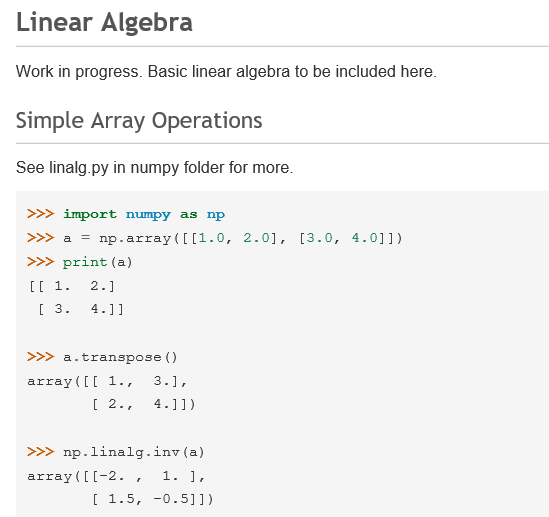 Linear Algebra
Work in progress. Basic linear algebra to be included here.
Simple Array Operations
See linalg.py in numpy folder for more.
>>> import numpy as np
>>> a = np.array([[1.0, 2.0], [3.0, 4.0]])
>>> print(a)
[[ 1.  2.]
 [ 3.  4.]]
>>> a.transpose()
array([[ 1.,  3.],
       [ 2.,  4.]])
>>> np.linalg.inv(a)
array([[-2. ,  1. ],
       [ 1.5, -0.5]])